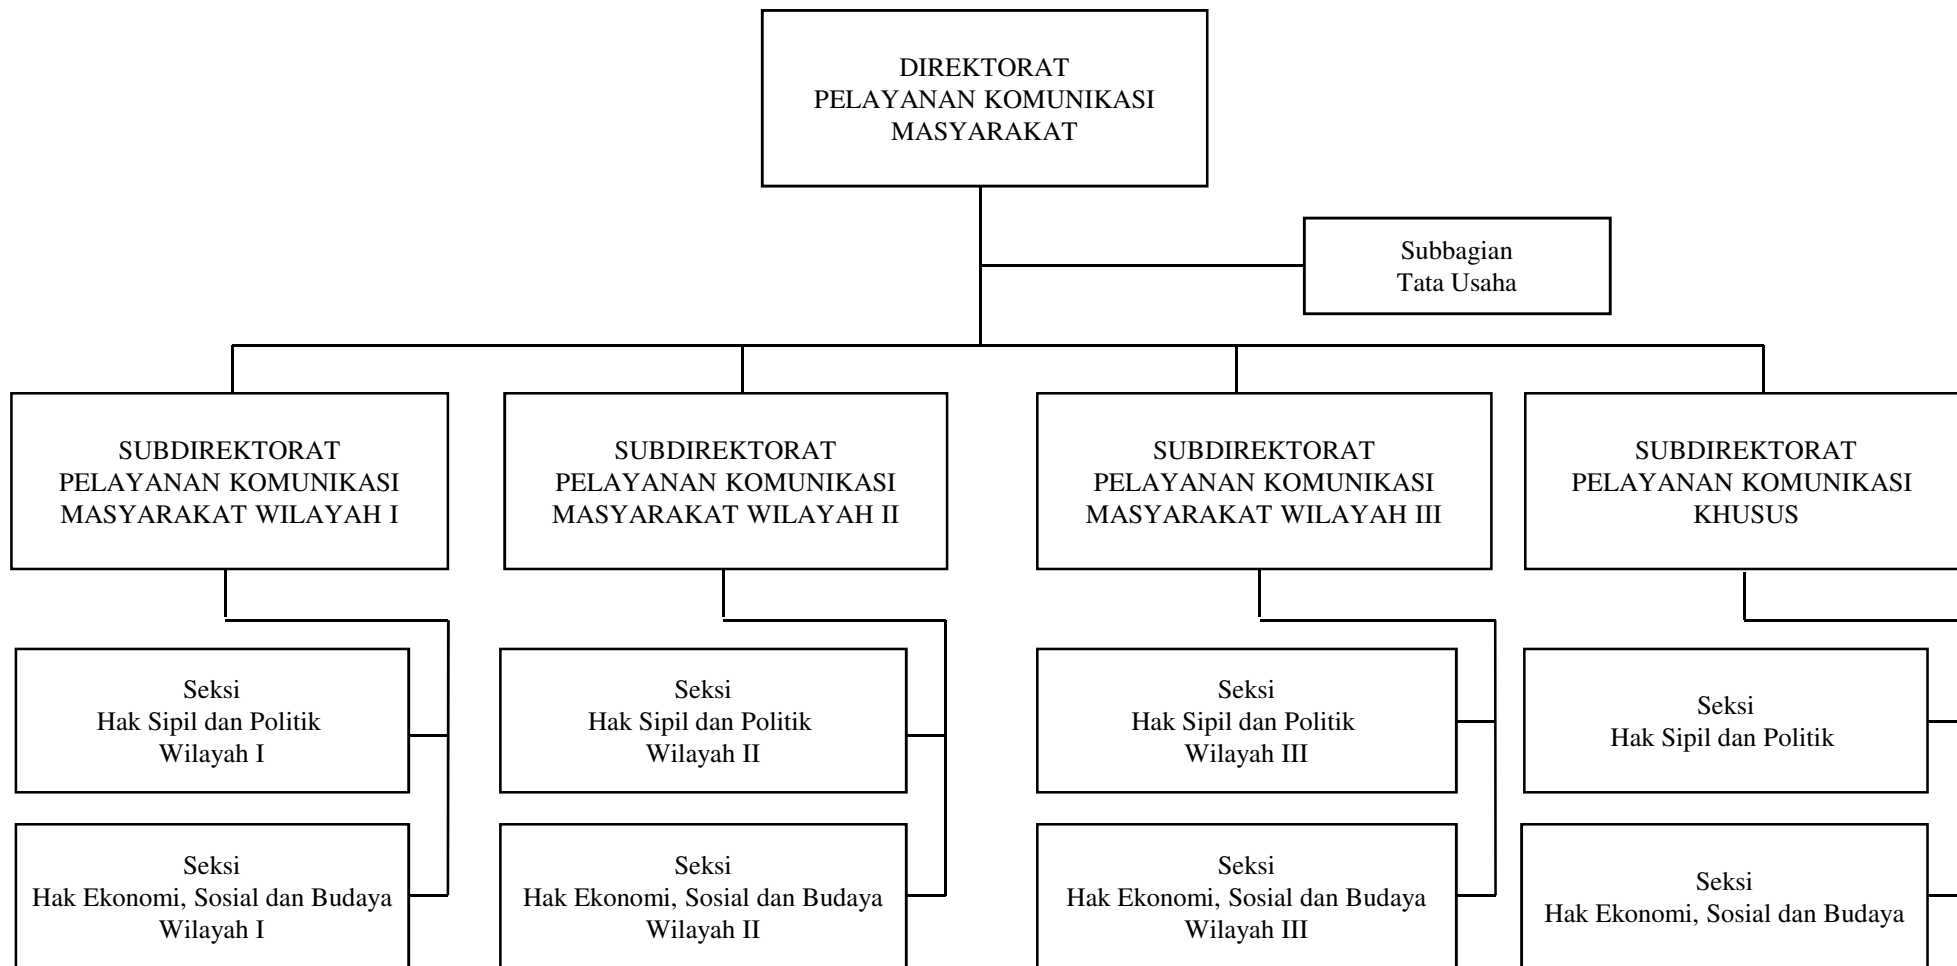 DIREKTORAT
PELAYANAN KOMUNIKASI
MASYARAKAT
Subbagian
Tata Usaha
SUBDIREKTORAT
PELAYANAN KOMUNIKASI
MASYARAKAT WILAYAH I
SUBDIREKTORAT
PELAYANAN KOMUNIKASI
MASYARAKAT WILAYAH II
SUBDIREKTORAT
PELAYANAN KOMUNIKASI
MASYARAKAT WILAYAH III
SUBDIREKTORAT
PELAYANAN KOMUNIKASI
KHUSUS
Seksi
Hak Sipil dan Politik
Wilayah I
Seksi
Hak Sipil dan Politik
Wilayah II
Seksi
Hak Sipil dan Politik
Wilayah III
Seksi
Hak Sipil dan Politik
Seksi
Hak Ekonomi, Sosial dan Budaya
Wilayah I
Seksi
Hak Ekonomi, Sosial dan Budaya
Wilayah II
Seksi
Hak Ekonomi, Sosial dan Budaya
Wilayah III
Seksi
Hak Ekonomi, Sosial dan Budaya